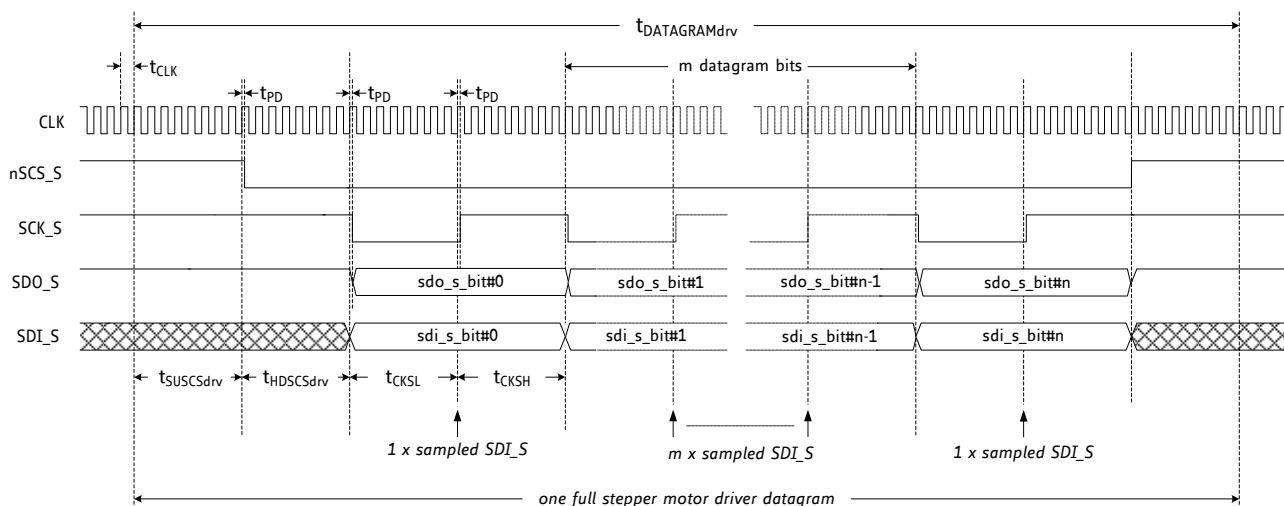 tDATAGRAMdrv
tCLK
m datagram bits
tPD tPD tPD
CLK
nSCS_S
SCK_S
SDO_S sdo_s_bit#0 sdo_s_bit#1 sdo_s_bit#n-1 sdo_s_bit#n
SDI_S sdi_s_bit#0 sdi_s_bit#1 sdi_s_bit#n-1 sdi_s_bit#n
tSUSCSdrv tHDSCSdrv tCKSL tCKSH
1 x sampled SDI_S m x sampled SDI_S 1 x sampled SDI_S
one full stepper motor driver datagram